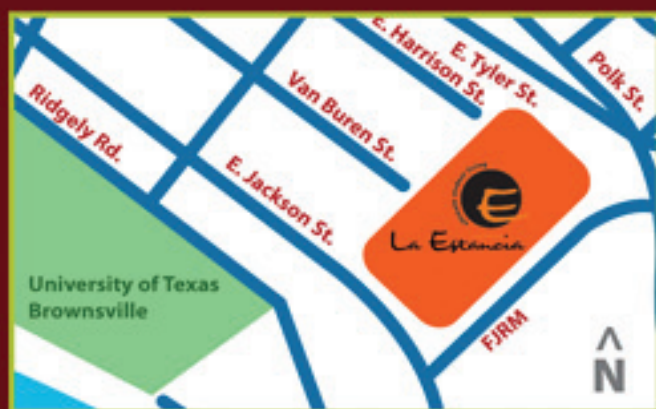 E. Harrison St.
E. Tyler St.
Polk St.
Van Buren St.
Ridgely Rd.
E. Jackson St.
E
La Estancia
University of Texas
Brownsville
FJRM
N